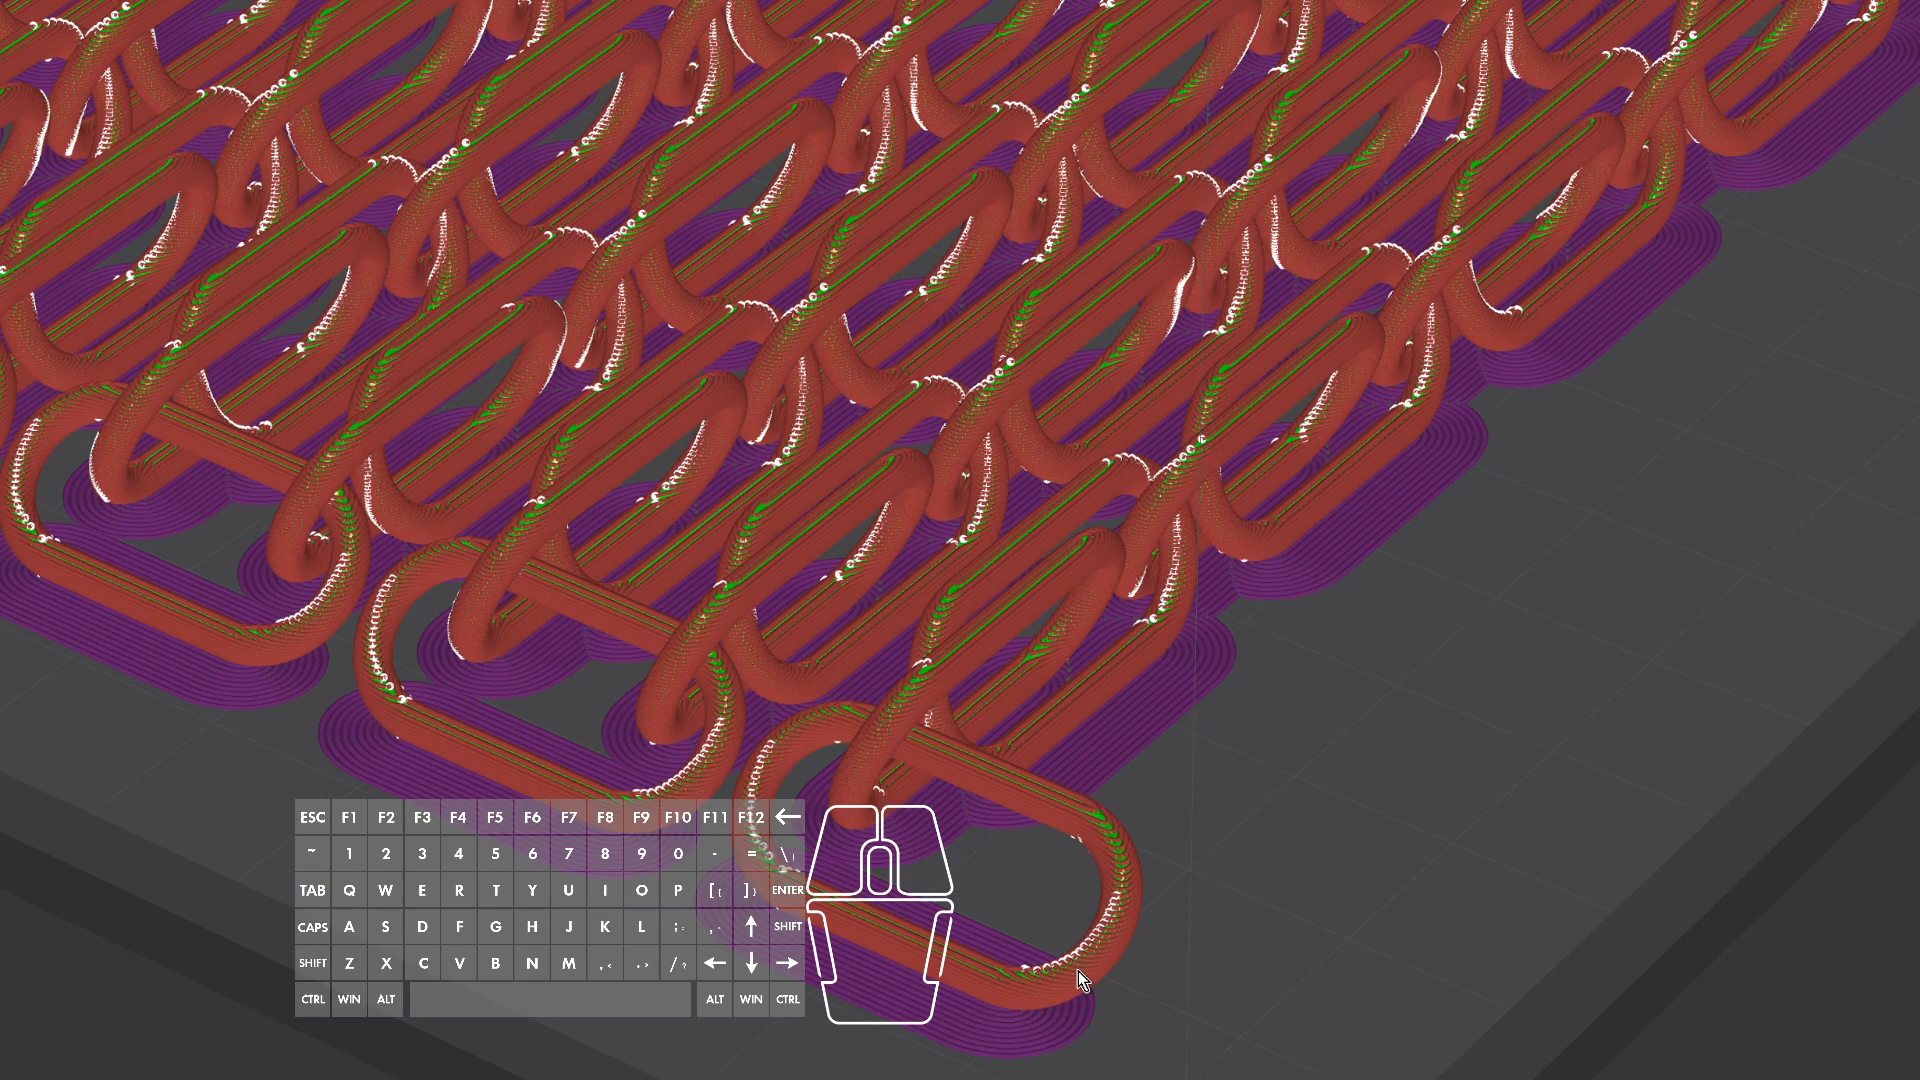 ESC F1 F2 F3 F4 F5 F6 F7 F8 F9 F10 F11 F12 ←
~ 1 2 3 4 5 6 7 8 9 0 - = \|
TAB Q W E R T Y U I O P [{ ]} ENTER
CAPS A S D F G H J K L ;: ↑ SHIFT
SHIFT Z X C V B N M ,< .> /? ← ↓ →
CTRL WIN ALT ALT WIN CTRL